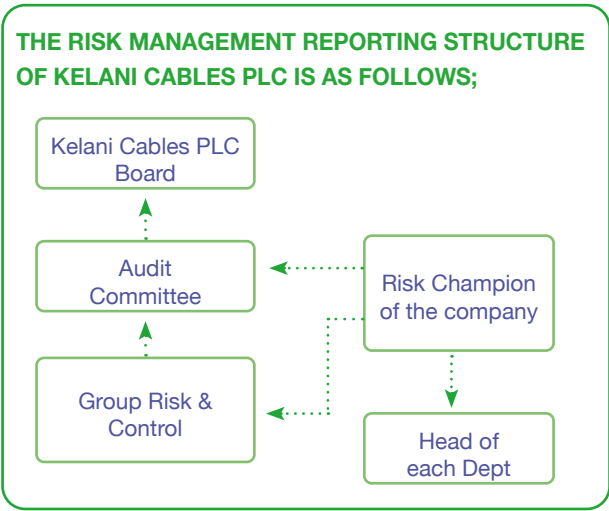 THE RISK MANAGEMENT REPORTING STRUCTURE
OF KELANI CABLES PLC IS AS FOLLOWS;
Kelani Cables PLC
Board
Audit
Committee
Risk Champion
of the company
Group Risk &
Control
Head of
each Dept